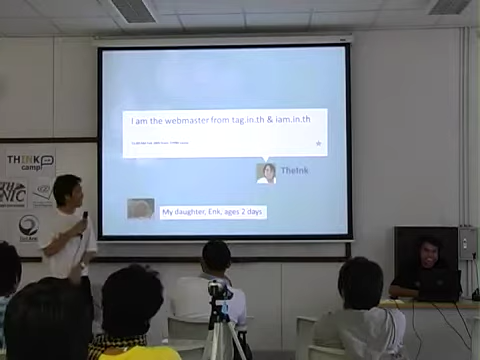 I am the webmaster from tag.in.th & iam.in.th
TheInk
My daughter, Enk, ages 2 days
THINK
camp